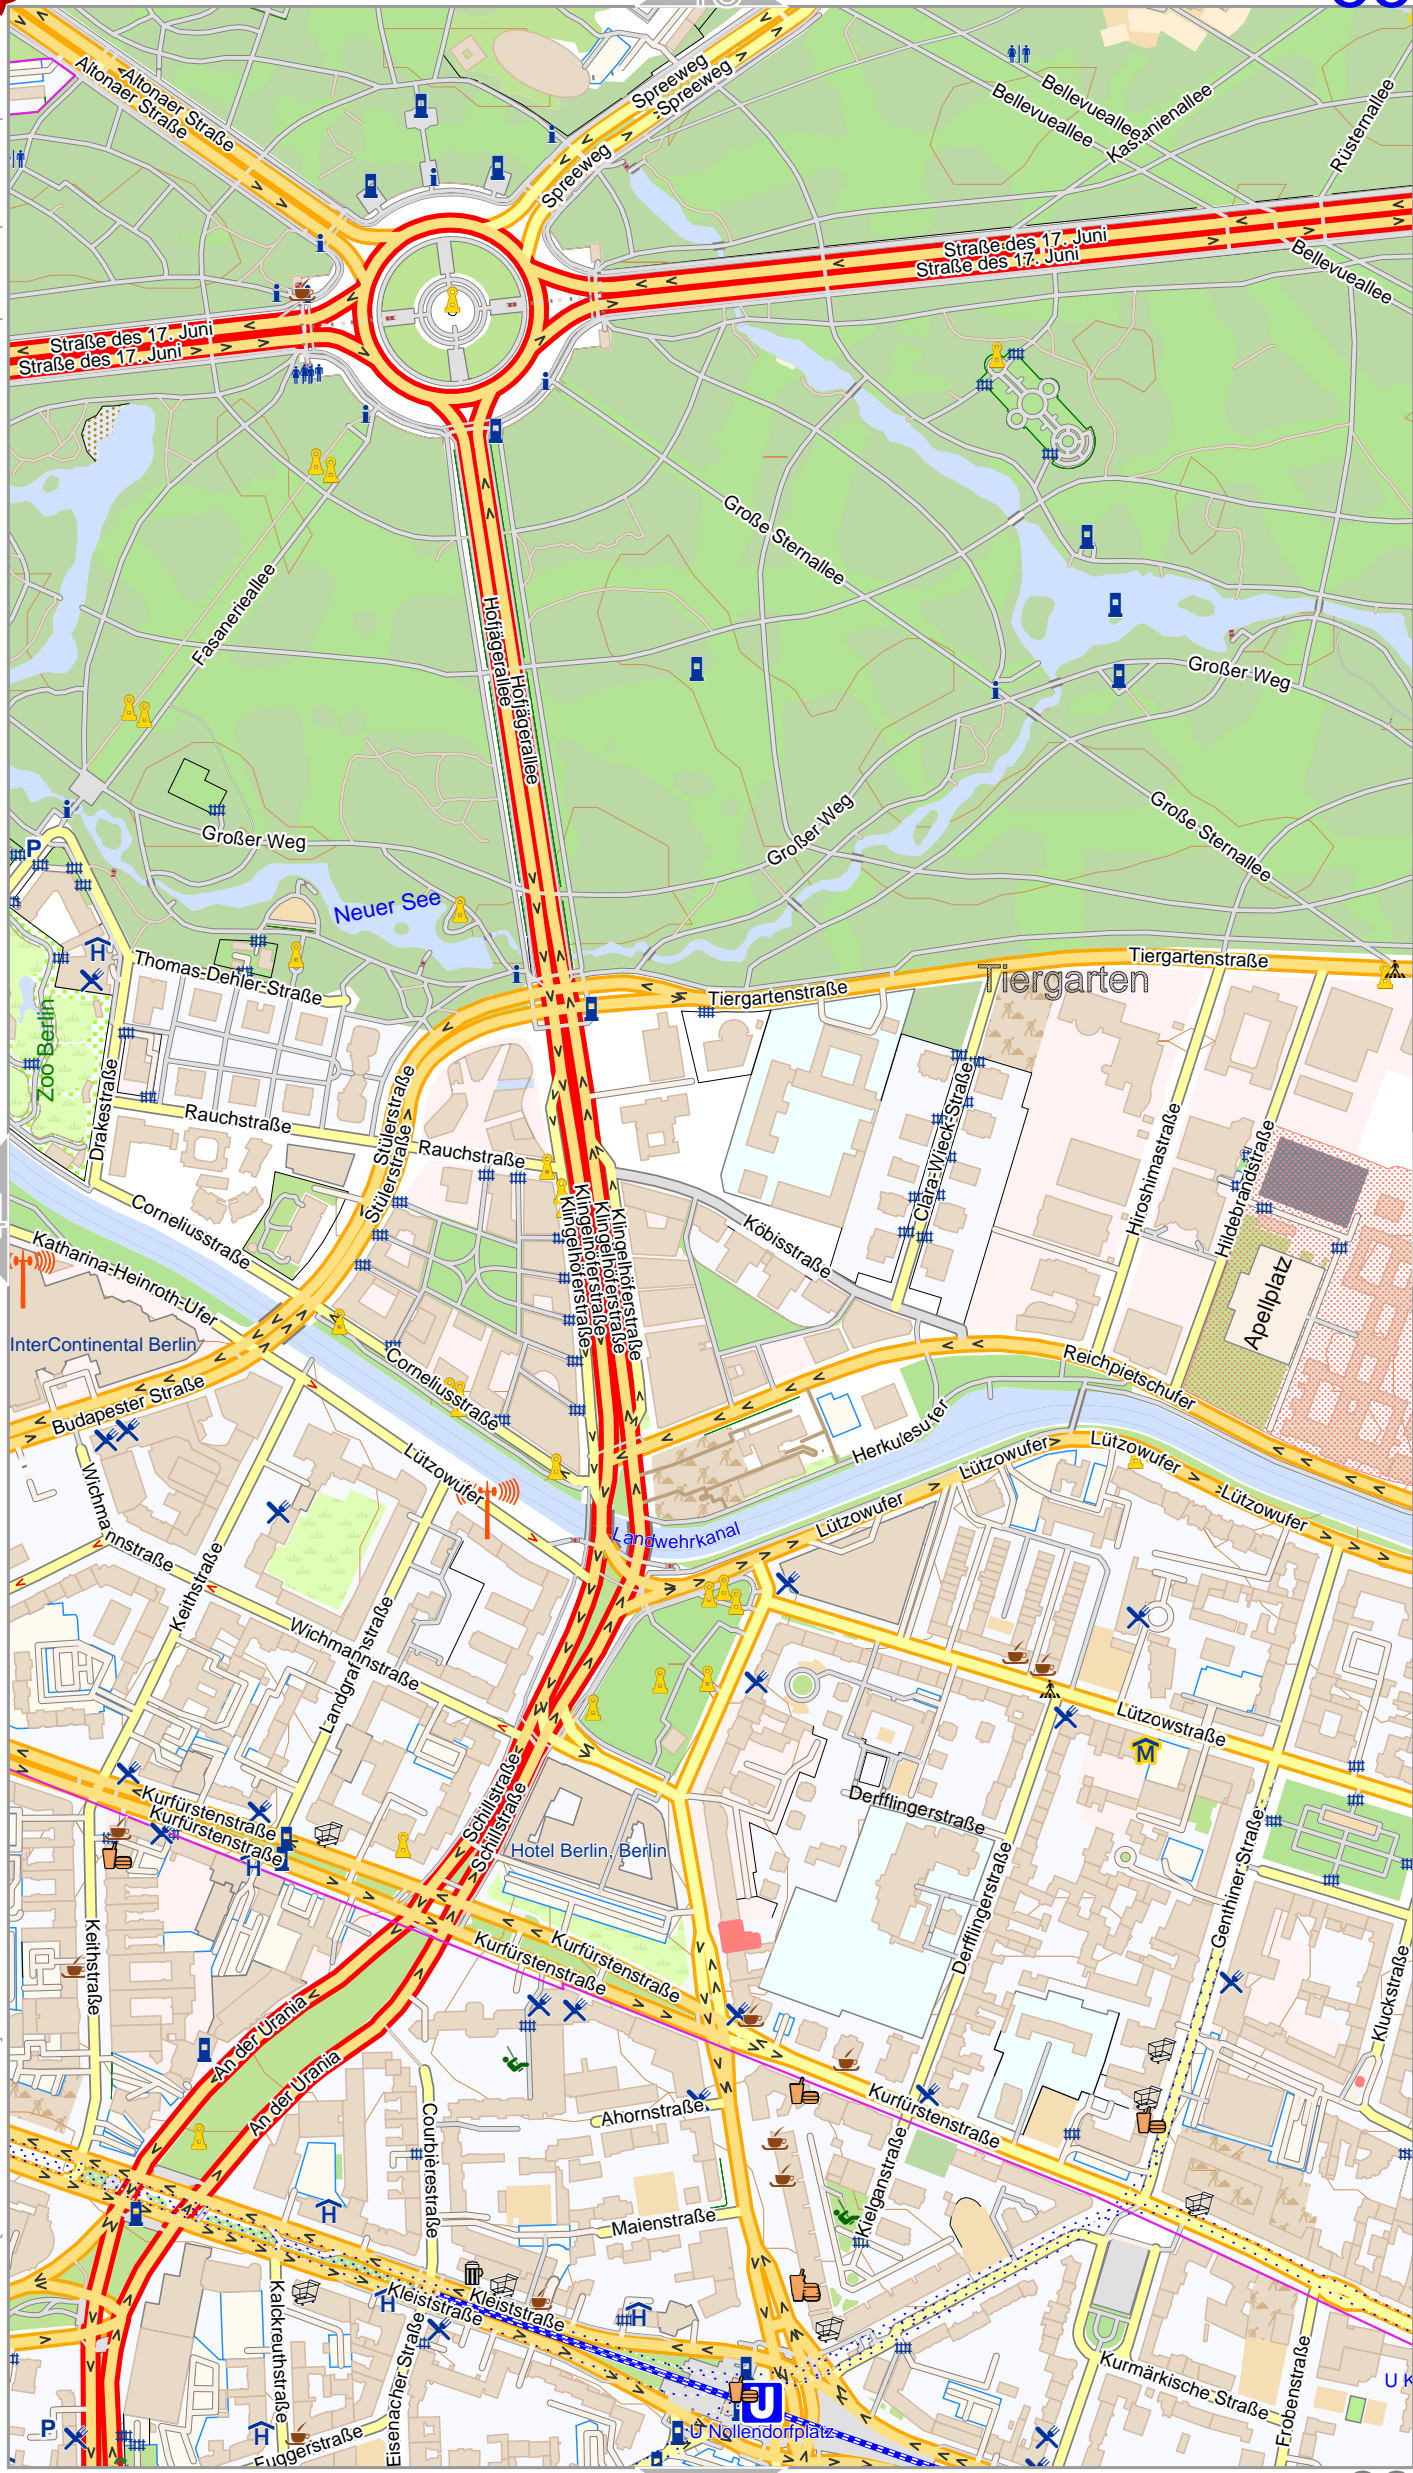 Altonaer Straße
Altonaer Straße
Spreeweg
Spreeweg
Spreeweg
Bellevueallee
Bellevueallee
Kastanienallee
Rüsternallee
Straße des 17. Juni
Straße des 17. Juni
Bellevueallee
Straße des 17. Juni
Straße des 17. Juni
Große Sternallee
Fasanerieallee
Hofjägerallee
Hofjägerallee
Großer Weg
Großer Weg
Großer Weg
Große Sternallee
P
Neuer See
H
Thomas-Dehler-Straße
Tiergartenstraße
Tiergartenstraße
Tiergarten
Zoo Berlin
Drakestraße
Rauchstraße
Rauchstraße
Stülerstraße
Stülerstraße
Clara-Wieck-Straße
Hiroshimastraße
Hildebrandstraße
Corneliusstraße
Katharina-Heinroth-Ufer
Klingelhöferstraße
Klingelhöferstraße
Klingelhöferstraße
Klingelhöferstraße
Köbisstraße
Apellplatz
InterContinental Berlin
Corneliusstraße
Reichpietschufer
Budapester Straße
Herkulesufer
Lützowufer
Lützowufer
Lützowufer
Lützowufer
Lützowufer
Landwehrkanal
Wichmannstraße
Keithstraße
Landgrafnstraße
Wichmannstraße
Lützowstraße
M
Schillstraße
Schillstraße
Derfflingerstraße
Kurfürstenstraße
Kurfürstenstraße
H
Hotel Berlin, Berlin
Derfflingerstraße
Genthiner-Straße
Keithstraße
Kurfürstenstraße
Kurfürstenstraße
Kluckstraße
An der Urania
An der Urania
Courbièrestraße
Ahornstraße
Kurfürstenstraße
Kielganstraße
Maienstraße
H
Kleiststraße
Kleiststraße
H
H
Kalckreuthstraße
Eisenacher Straße
Kurmärkische Straße
Frobenstraße
U K
U
U Nollendorfplatz
P
H
Fuggerstraße